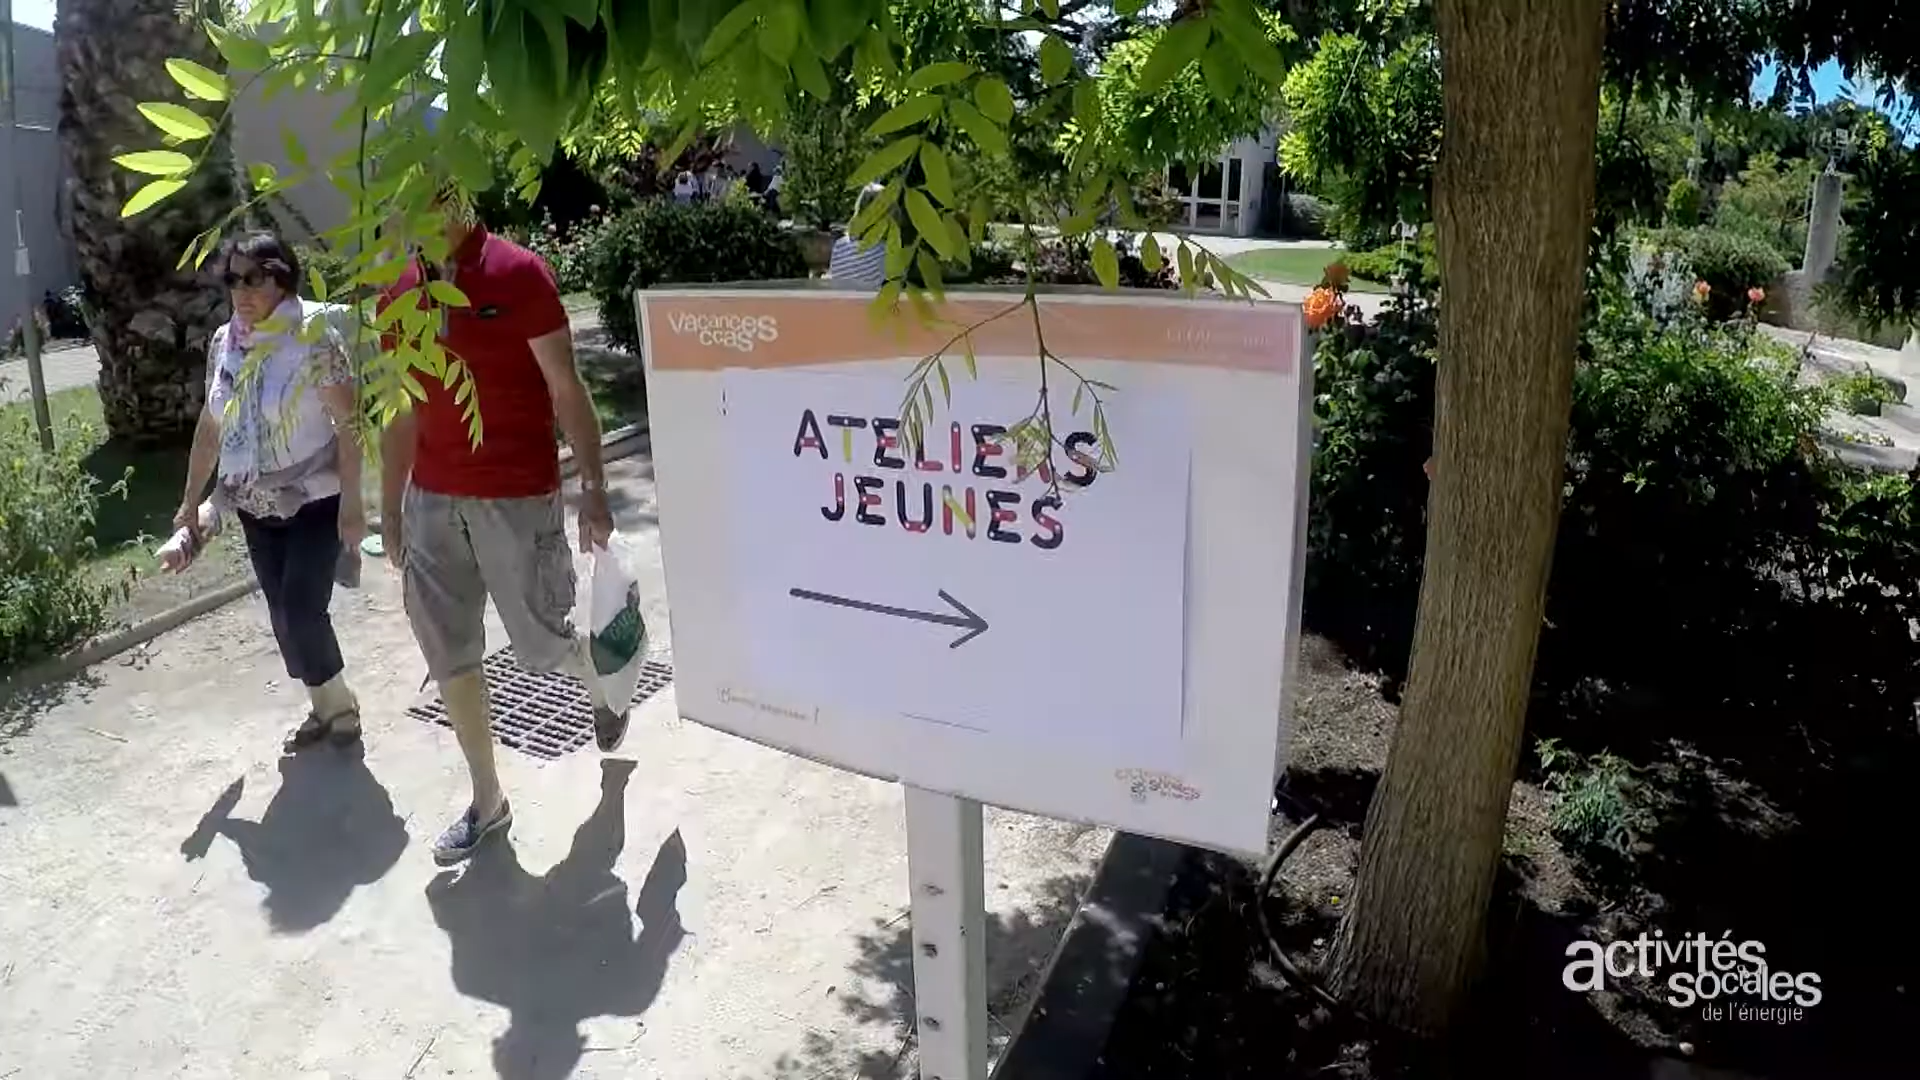 Vacances
ccas
ATELIERS
JEUNES
activités
sociales
de l'énergie